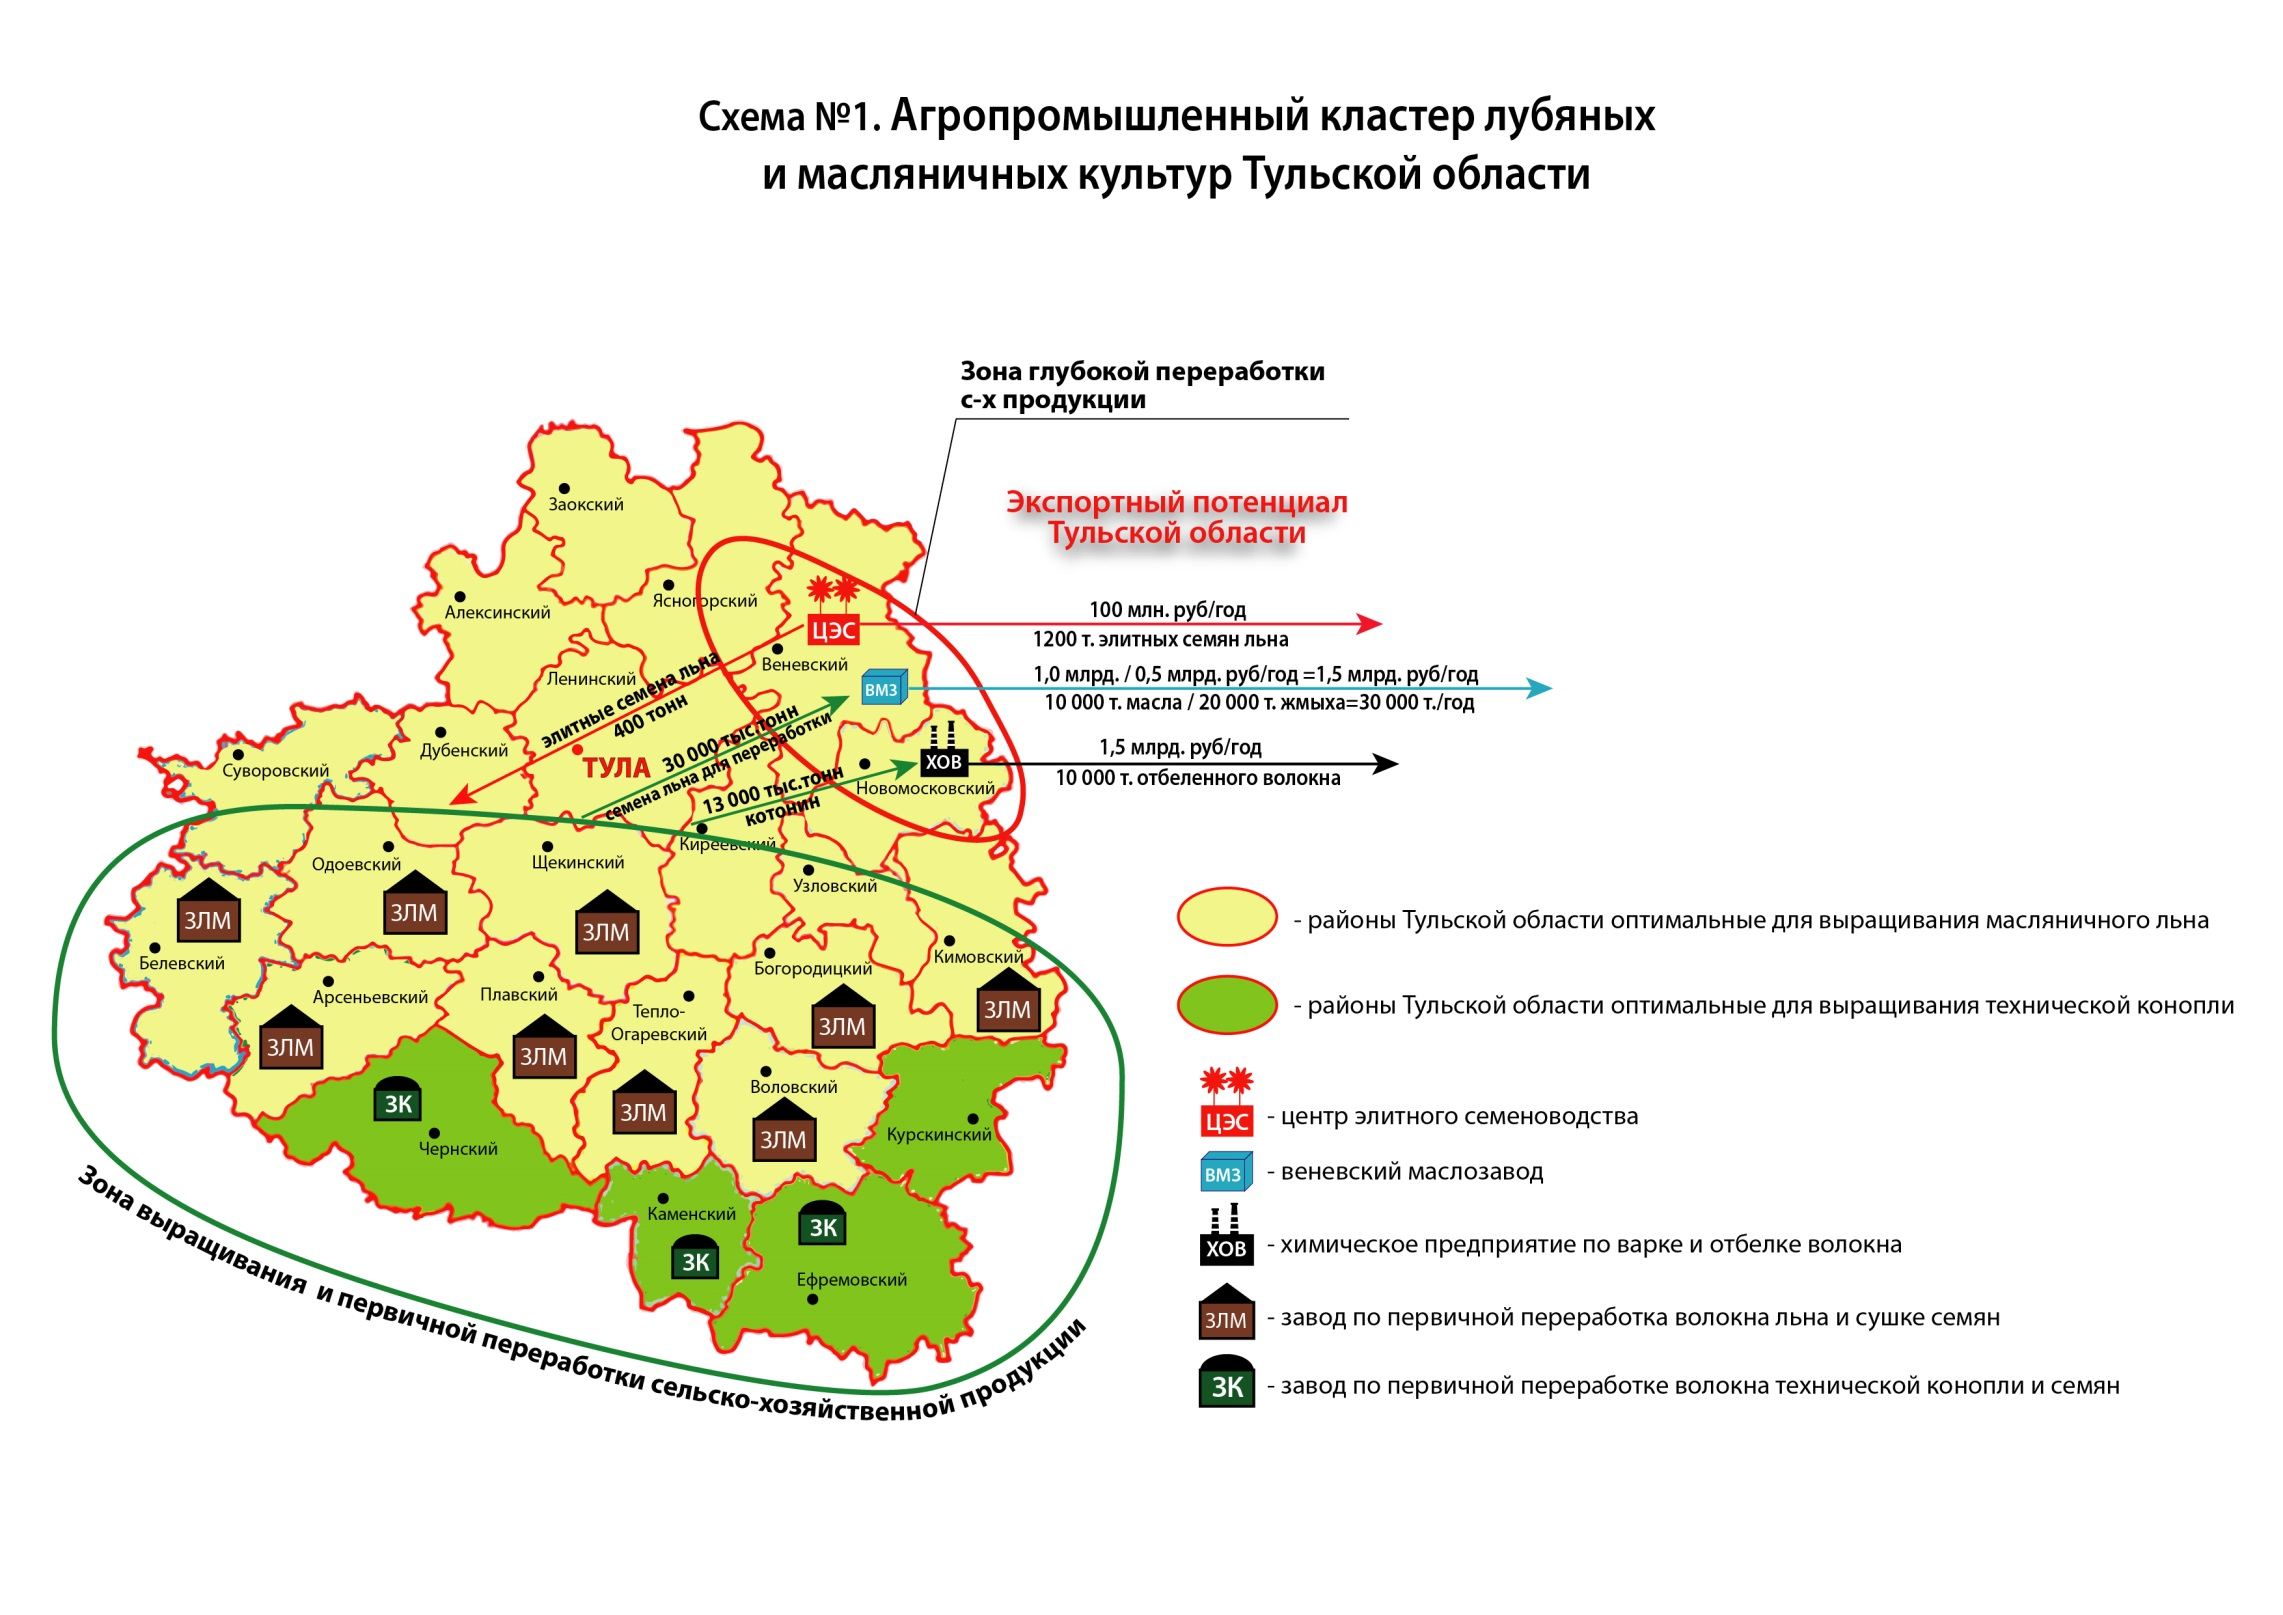 Схема №1. Агропромышленный кластер лубяных
и масляничных культур Тульской области
Зона глубокой переработки
с-х продукции
Экспортный потенциал
Тульской области
100 млн. руб/год
1200 т. элитных семян льна
1,0 млрд. / 0,5 млрд. руб/год =1,5 млрд. руб/год
10 000 т. масла / 20 000 т. жмыха=30 000 т./год
1,5 млрд. руб/год
10 000 т. отбеленного волокна
Заокский
Алексинский
Ясногорский
ЦЭС
Веневский
Ленинский
ВМЗ
элитные семена льна
400 тонн
Дубенский
Суворовский
ТУЛА
30 000 тыс.тонн
семена льна для переработки
ХОВ
Новомосковский
13 000 тыс.тонн
котонин
Киреевский
Одоевский
Щекинский
Узловский
ЗЛМ
ЗЛМ
ЗЛМ
Белевский
Кимовский
Богородицкий
Арсеньевский
Плавский
Тепло-
Огаревский
ЗЛМ
ЗЛМ
ЗЛМ
ЗЛМ
Воловский
ЗЛМ
ЗЛМ
ЗК
Чернский
Курскинский
Каменский
ЗК
ЗК
Ефремовский
Зона выращивания и первичной переработки сельско-хозяйственной продукции
- районы Тульской области оптимальные для выращивания масляничного льна
- районы Тульской области оптимальные для выращивания технической конопли
ЦЭС - центр элитного семеноводства
ВМЗ - веневский маслозавод
ХОВ - химическое предприятие по варке и отбелке волокна
ЗЛМ - завод по первичной переработка волокна льна и сушке семян
ЗК - завод по первичной переработке волокна технической конопли и семян